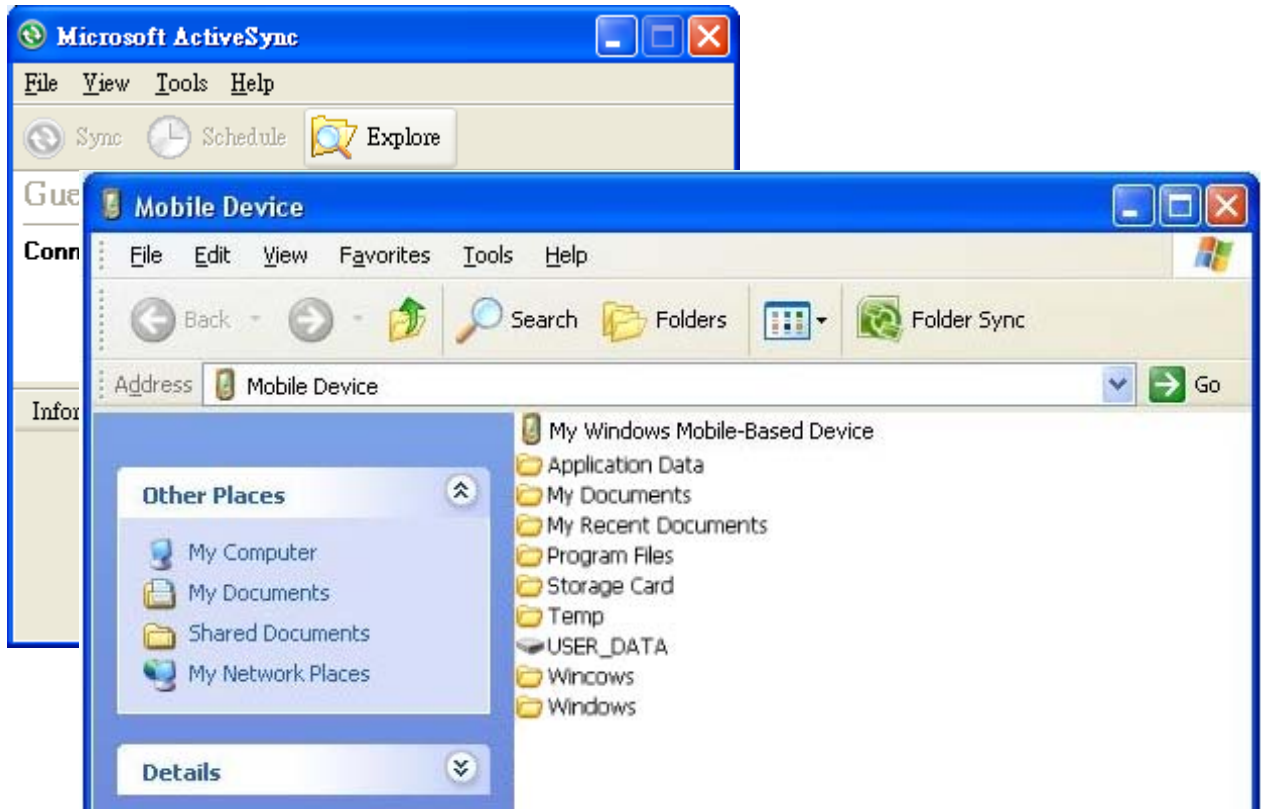 Microsoft ActiveSync
File View Tools Help
Sync Schedule Explore
Gue
Conn
Infor
Mobile Device
File Edit View Favorites Tools Help
Back Search Folders Folder Sync
Address Mobile Device Go
Other Places
My Computer
My Documents
Shared Documents
My Network Places
Details
My Windows Mobile-Based Device
Application Data
My Documents
My Recent Documents
Program Files
Storage Card
Temp
USER_DATA
Wincows
Windows